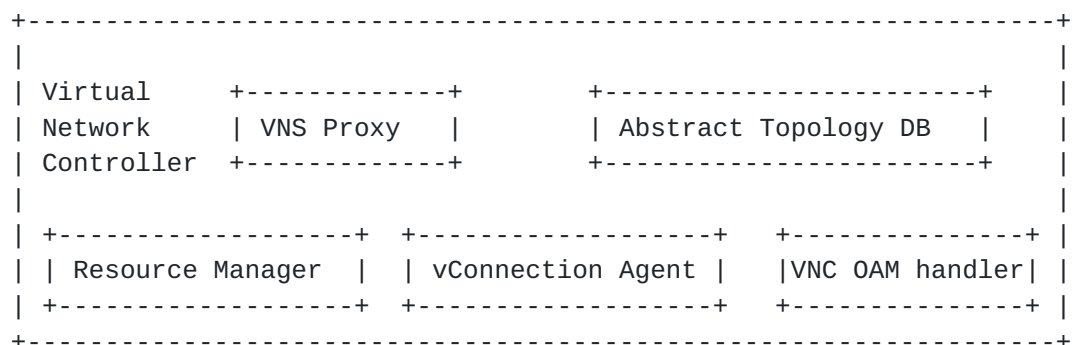 Virtual
Network | VNS Proxy | | Abstract Topology DB |
Controller
| Resource Manager | | vConnection Agent | |VNC OAM handler|